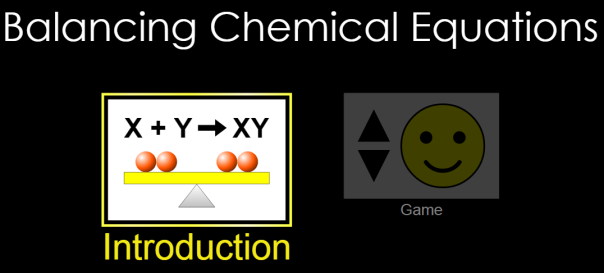 Balancing Chemical Equations
X + Y → XY
Introduction
Game